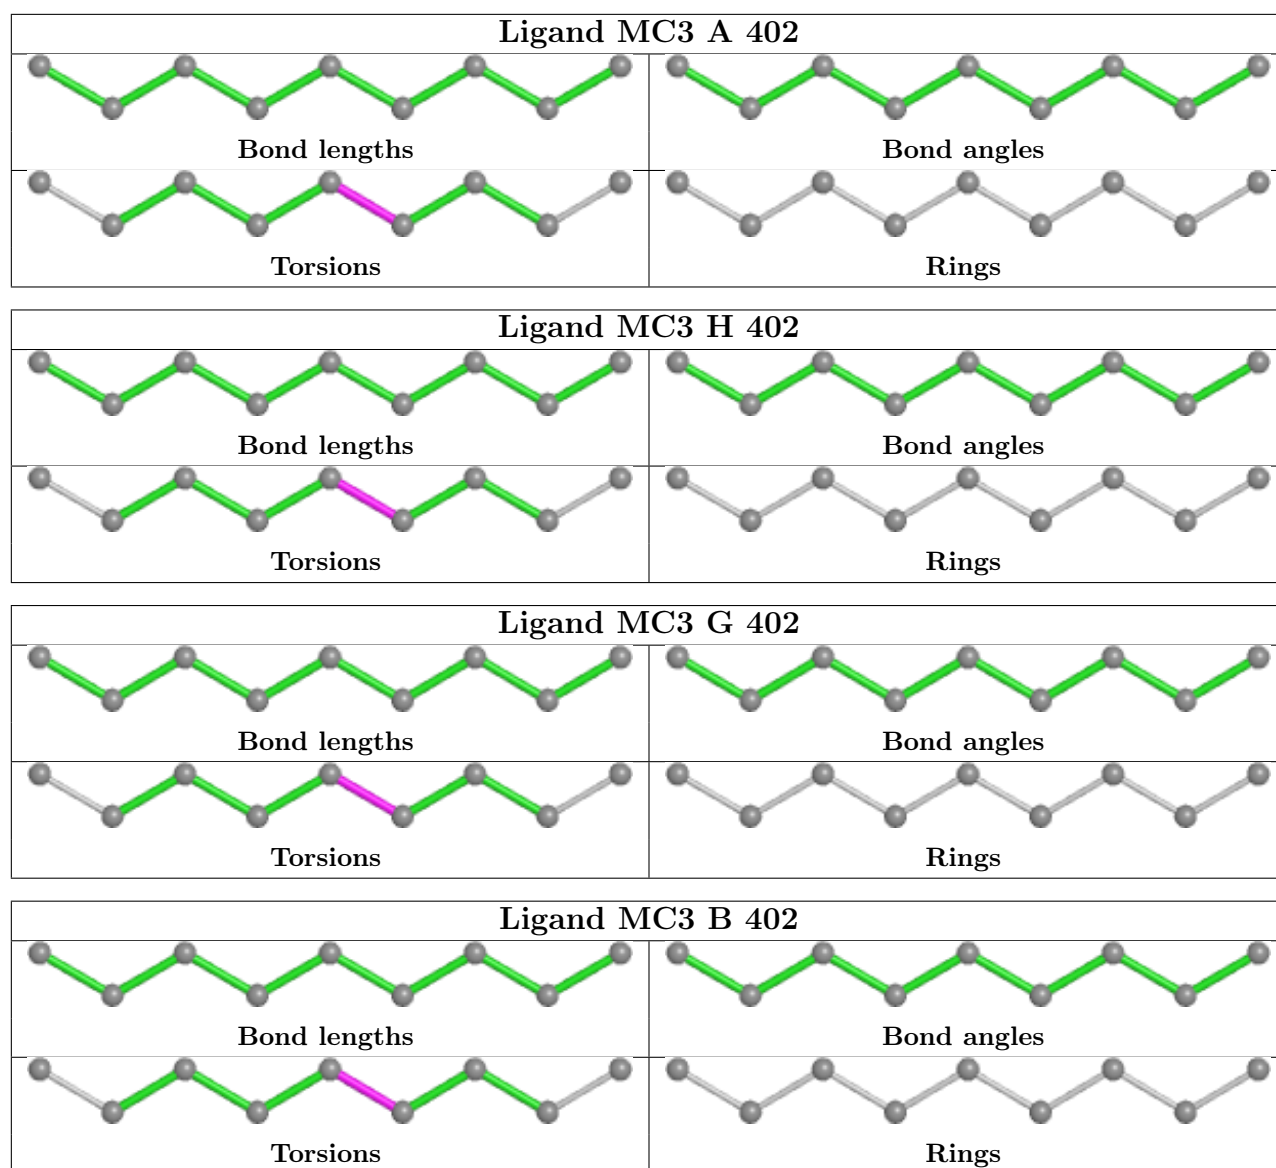 Ligand MC3 A 402
Bond lengths
Bond angles
Torsions
Rings
Ligand MC3 H 402
Bond lengths
Bond angles
Torsions
Rings
Ligand MC3 G 402
Bond lengths
Bond angles
Torsions
Rings
Ligand MC3 B 402
Bond lengths
Bond angles
Torsions
Rings